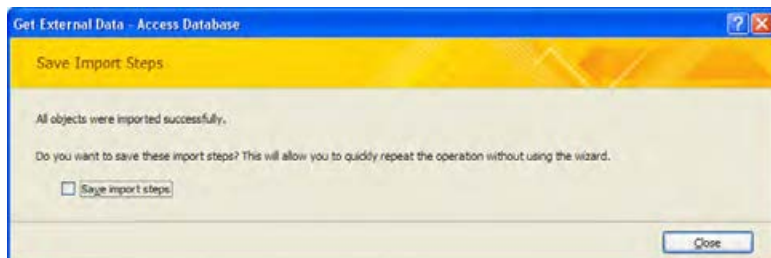 Get External Data - Access Database
Save Import Steps
All objects were imported successfully.
Do you want to save these import steps? This will allow you to quickly repeat the operation without using the wizard.
Save import steps
Close